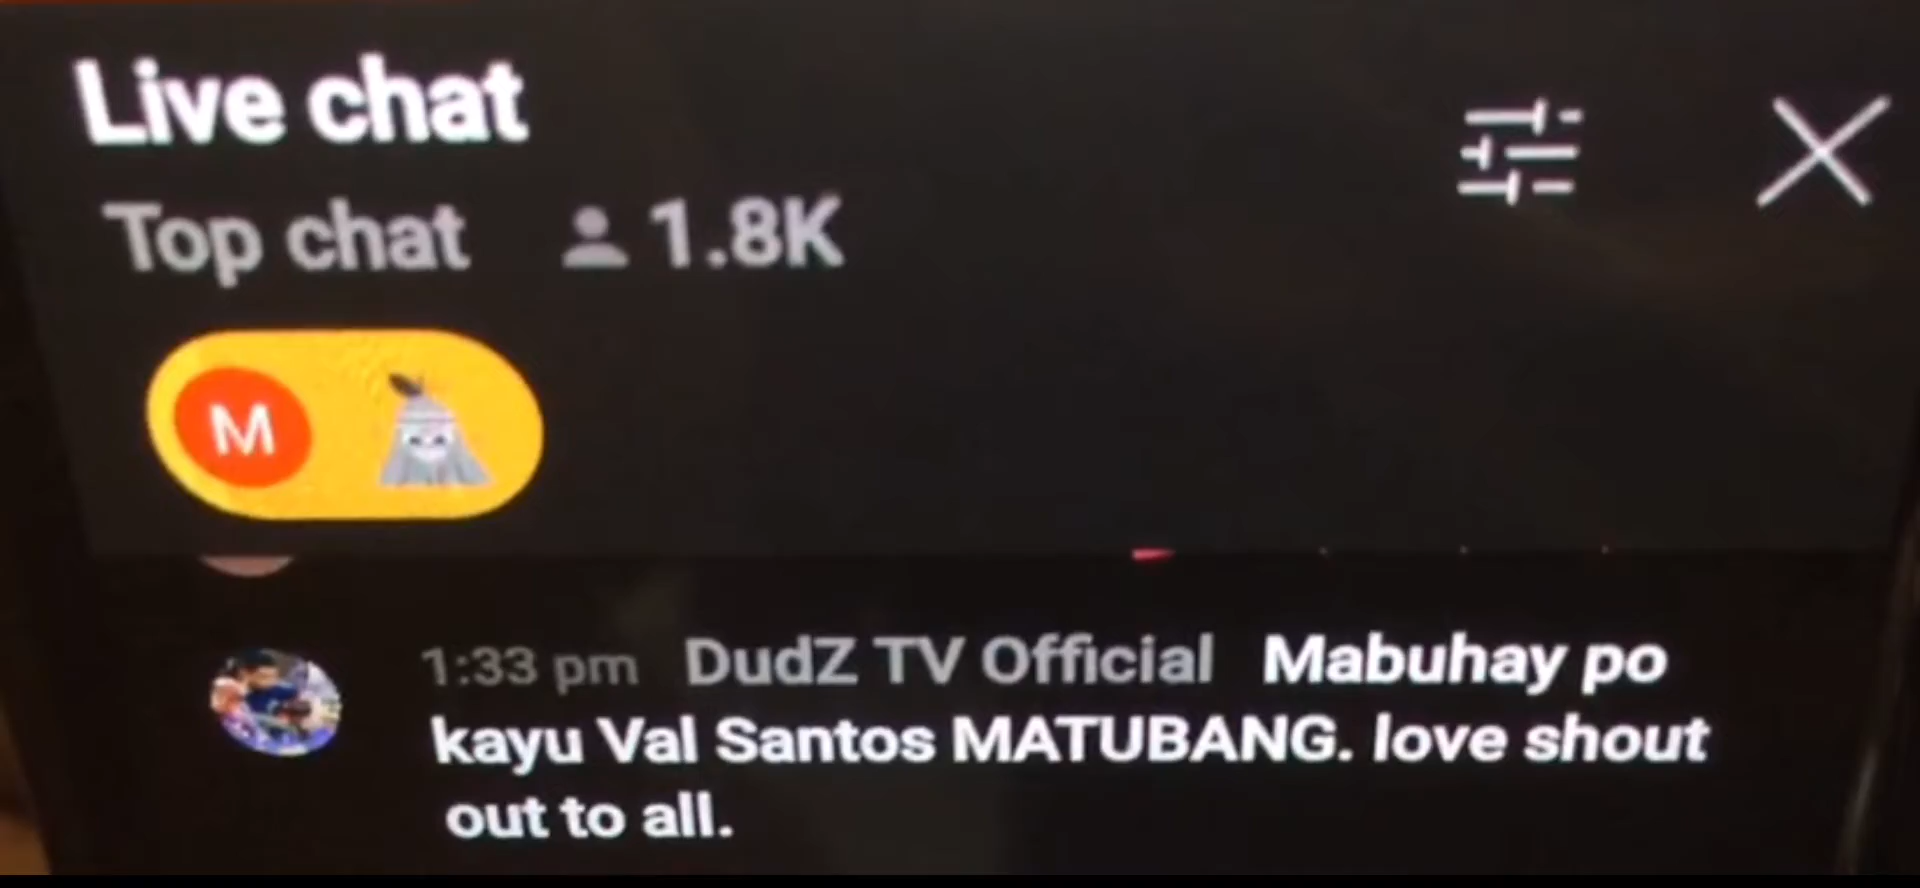 Live chat
Top chat 1.8K
M
1:33 pm DudZ TV Official Mabuhay po
kayu Val Santos MATUBANG. love shout
out to all.